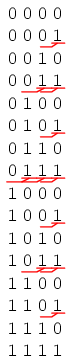 0 0 0 0
0 0 0 1
0 0 1 0
0 0 1 1
0 1 0 0
0 1 0 1
0 1 1 0
0 1 1 1
1 0 0 0
1 0 0 1
1 0 1 0
1 0 1 1
1 1 0 0
1 1 0 1
1 1 1 0
1 1 1 1